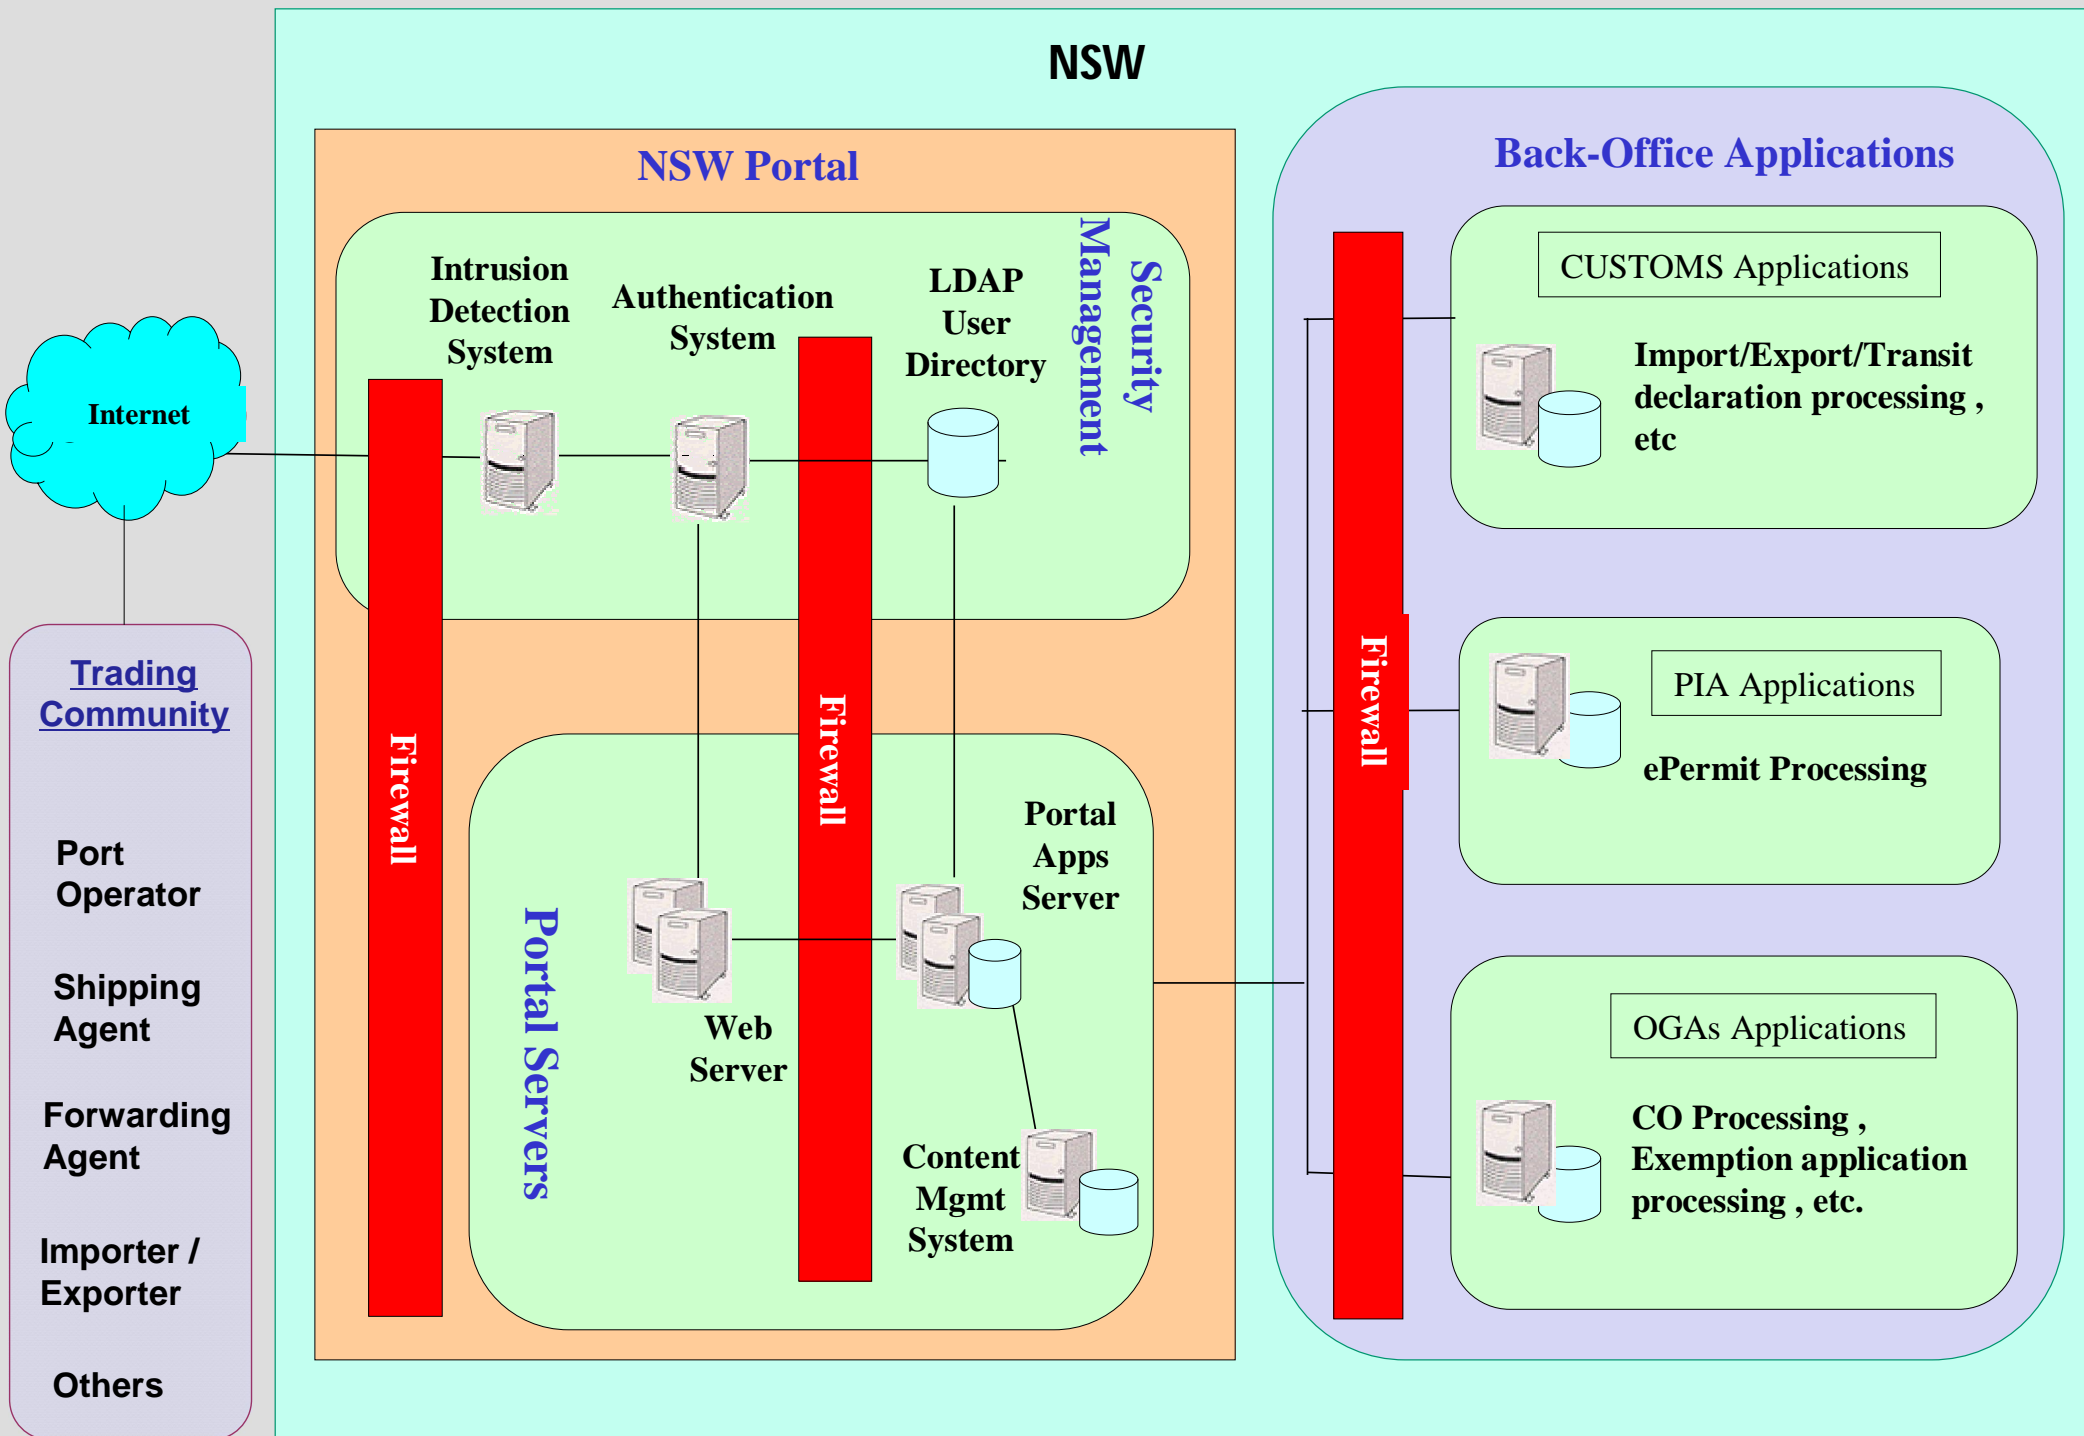 NSW
NSW Portal
Back-Office Applications
Security
Management
Intrusion
Detection
System
Authentication
System
LDAP
User
Directory
Internet
Firewall
Firewall
Trading
Community
Port
Operator
Shipping
Agent
Forwarding
Agent
Importer /
Exporter
Others
Portal Servers
Web
Server
Portal
Apps
Server
Content
Mgmt
System
Firewall
CUSTOMS Applications
Import/Export/Transit
declaration processing ,
etc
PIA Applications
ePermit Processing
OGAs Applications
CO Processing ,
Exemption application
processing , etc.